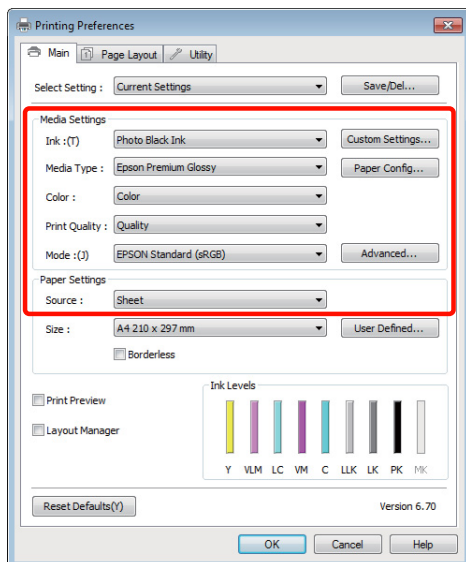 Printing Preferences
Main Page Layout Utility
Select Setting : Current Settings Save/Del...
Media Settings
Ink :(T) Photo Black Ink Custom Settings...
Media Type : Epson Premium Glossy Paper Config...
Color : Color
Print Quality : Quality
Mode :(J) EPSON Standard (sRGB) Advanced...
Paper Settings
Source : Sheet
Size : A4 210 x 297 mm User Defined...
Borderless
Print Preview
Layout Manager
Ink Levels
Y VLM LC VM C LLK LK PK MK
Reset Defaults(Y) Version 6.70
OK Cancel Help